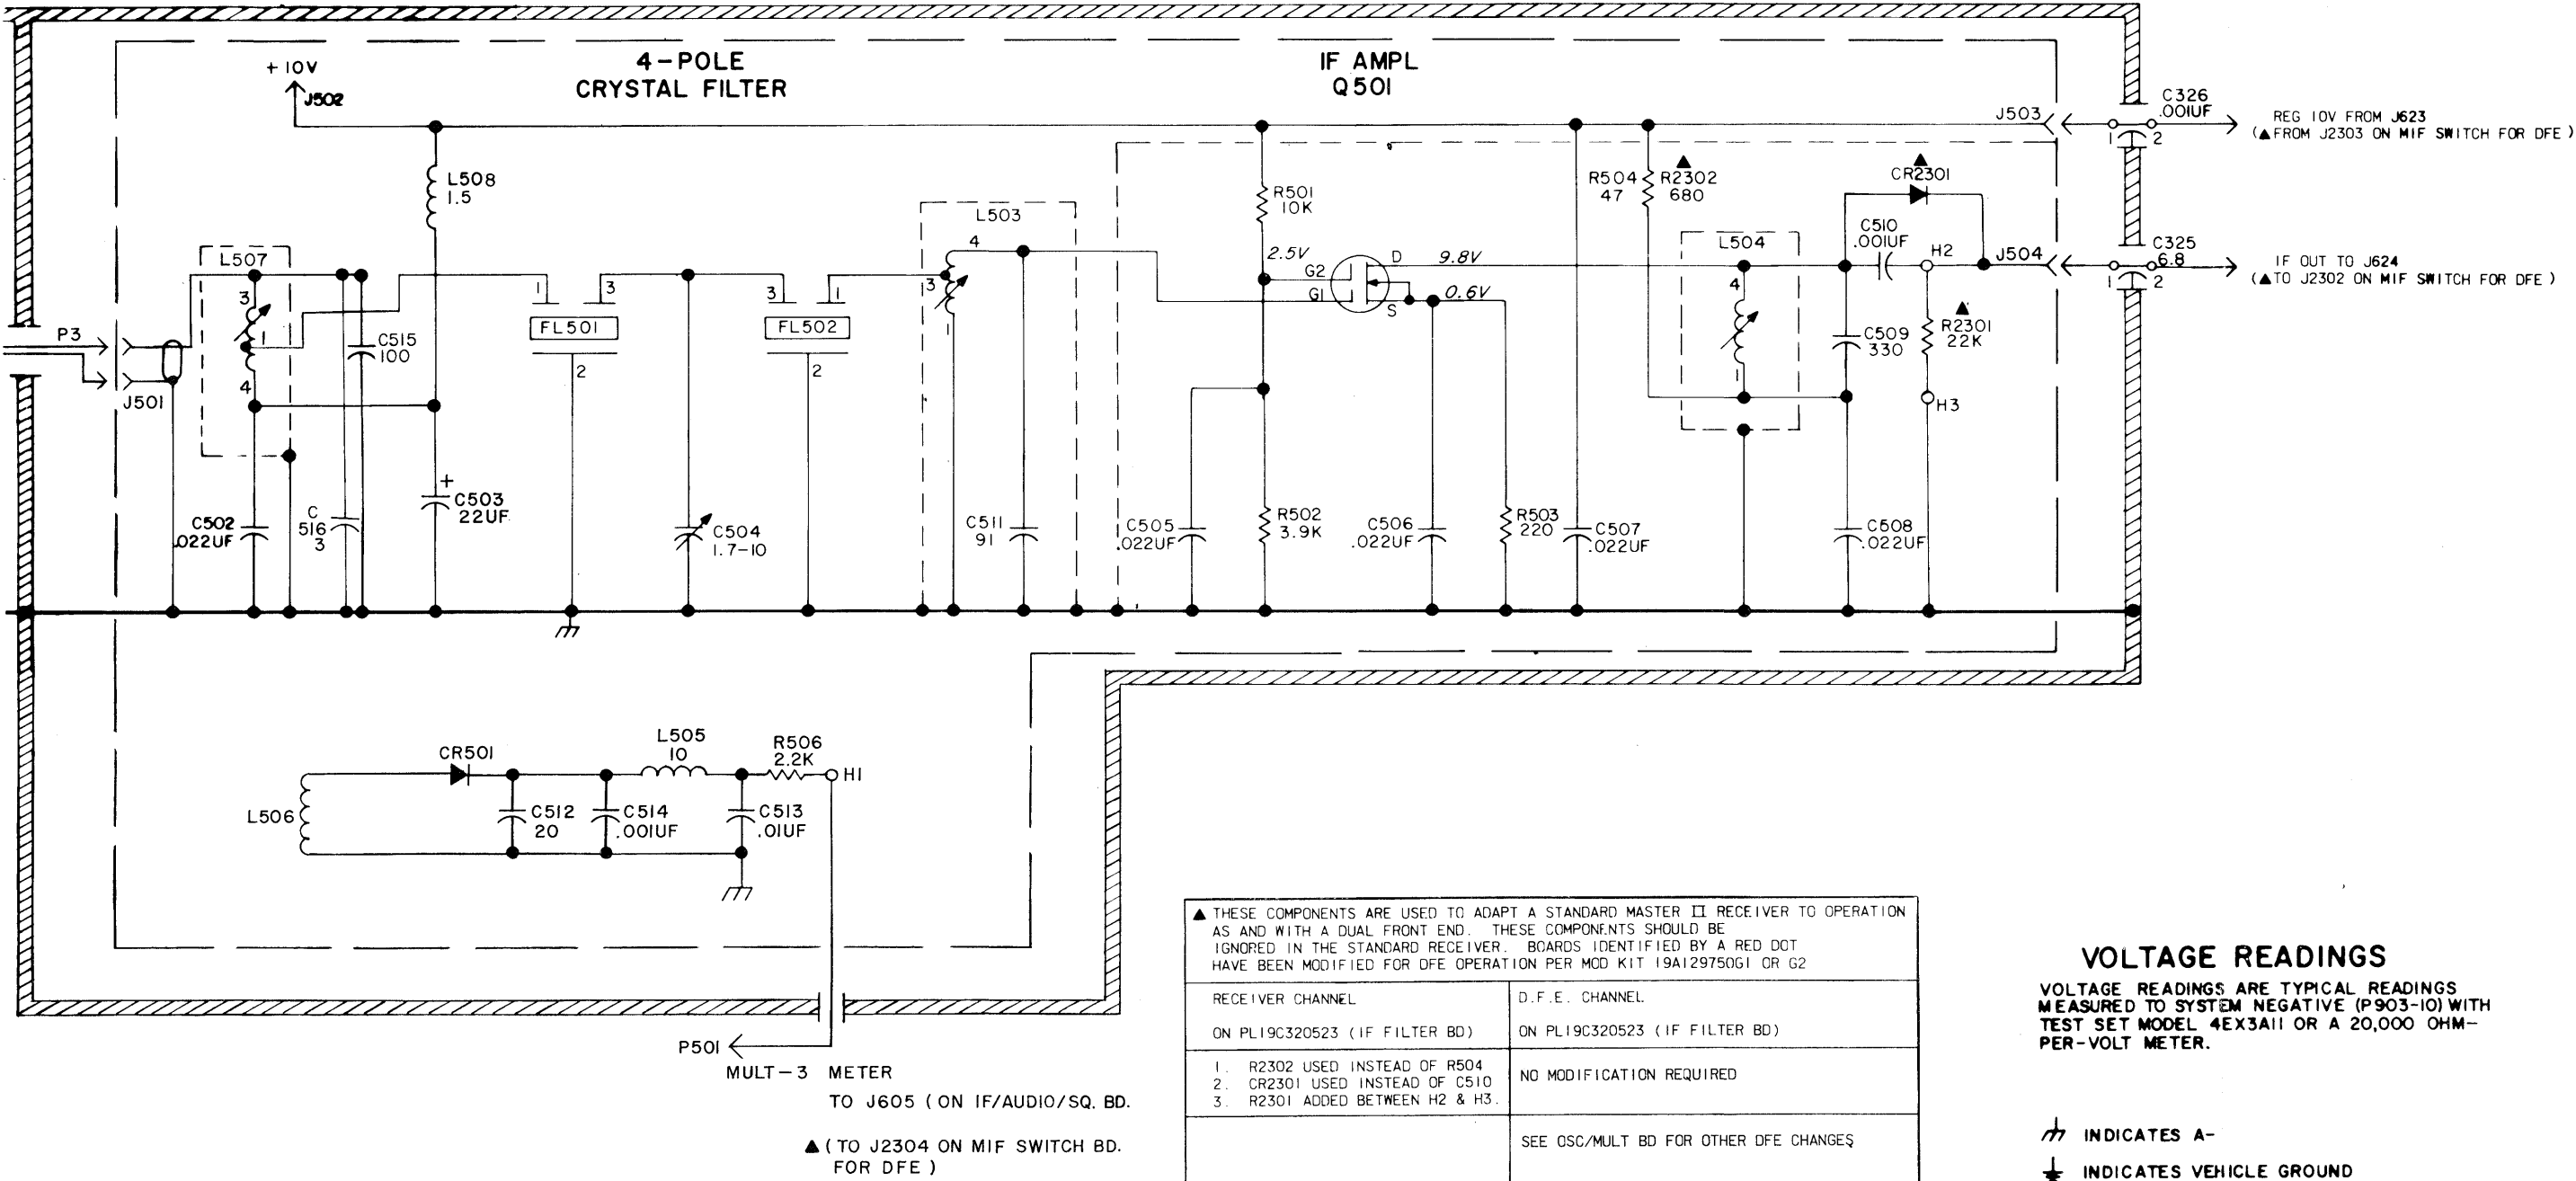 4-POLE
CRYSTAL FILTER
IF AMPL
Q501
+10V
J502
J503
C326
.001UF
1
2
REG 10V FROM J623
(▲FROM J2303 ON MIF SWITCH FOR DFE)
L508
1.5
R501
10K
R504
47
▲
R2302
680
▲
CR2301
L507
3
1
4
L503
4
3
1
2.5V
G2
G1
D
S
9.8V
0.6V
L504
4
1
C510
.001UF
H2
J504
C325
6.8
1
2
IF OUT TO J624
(▲TO J2302 ON MIF SWITCH FOR DFE)
P3
J501
C515
100
1
3
FL501
2
3
1
FL502
2
C509
330
▲
R2301
22K
H3
C502
.022UF
C
516
3
+
C503
22UF
C504
1.7-10
C511
91
C505
.022UF
R502
3.9K
C506
.022UF
R503
220
C507
.022UF
C508
.022UF
CR501
L505
10
R506
2.2K
H1
L506
C512
20
C514
.001UF
C513
.01UF
P501
MULT-3 METER
TO J605 (ON IF/AUDIO/SQ. BD.
▲(TO J2304 ON MIF SWITCH BD.
FOR DFE)
▲ THESE COMPONENTS ARE USED TO ADAPT A STANDARD MASTER II RECEIVER TO OPERATION
AS AND WITH A DUAL FRONT END. THESE COMPONENTS SHOULD BE
IGNORED IN THE STANDARD RECEIVER. BOARDS IDENTIFIED BY A RED DOT
HAVE BEEN MODIFIED FOR DFE OPERATION PER MOD KIT 19A129750G1 OR G2
RECEIVER CHANNEL
ON PL19C320523 (IF FILTER BD)
D.F.E. CHANNEL
ON PL19C320523 (IF FILTER BD)
1. R2302 USED INSTEAD OF R504
2. CR2301 USED INSTEAD OF C510
3. R2301 ADDED BETWEEN H2 & H3.
NO MODIFICATION REQUIRED
SEE OSC/MULT BD FOR OTHER DFE CHANGES
VOLTAGE READINGS
VOLTAGE READINGS ARE TYPICAL READINGS
MEASURED TO SYSTEM NEGATIVE (P903-10) WITH
TEST SET MODEL 4EX3A11 OR A 20,000 OHM-
PER-VOLT METER.
INDICATES A-
INDICATES VEHICLE GROUND